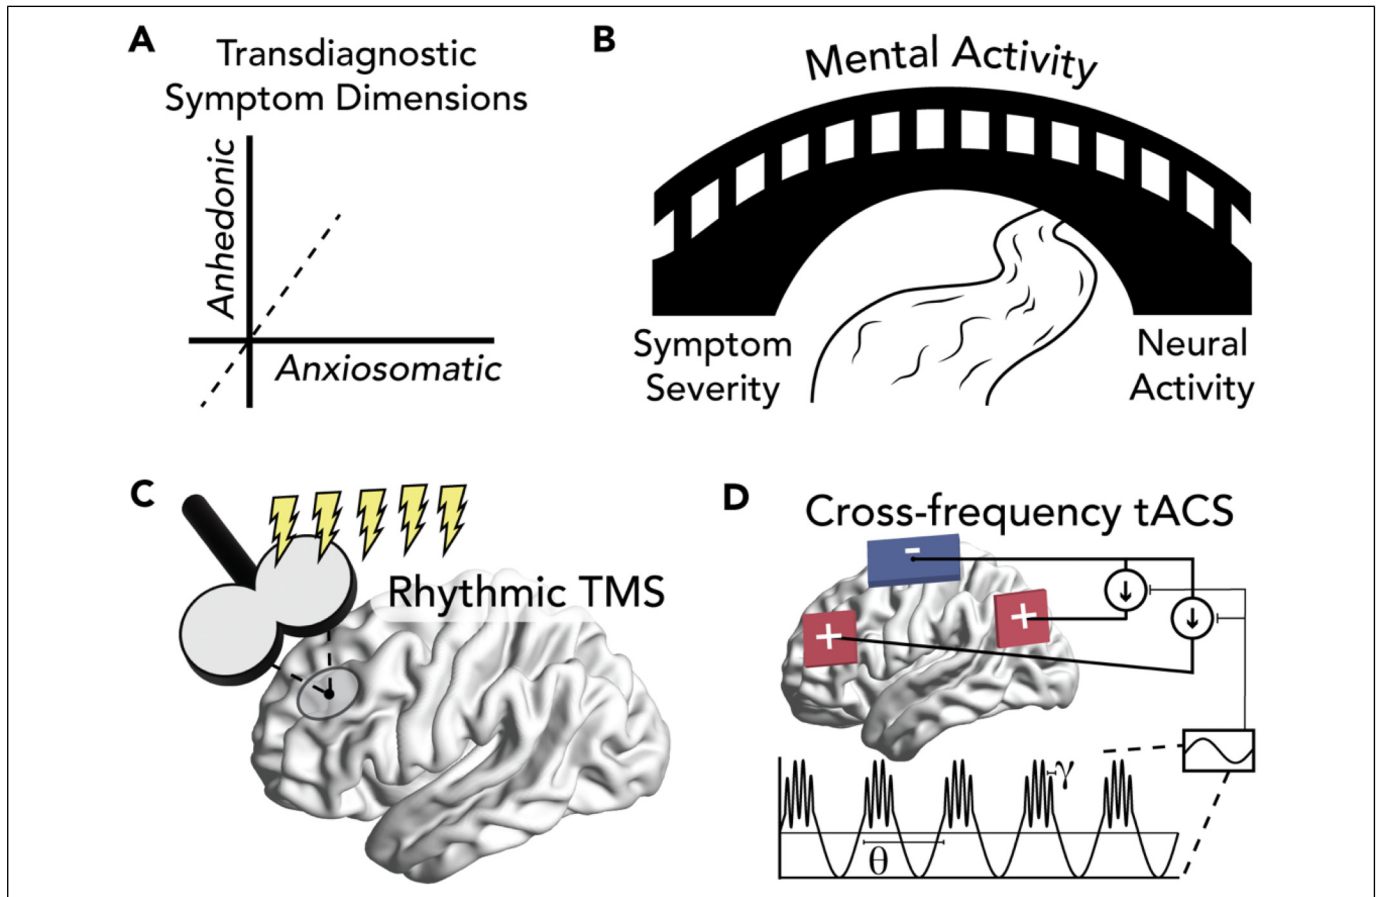 A
Transdiagnostic
Symptom Dimensions
Anhedonic
Anxiosomatic
B
Mental Activity
Symptom
Severity
Neural
Activity
C
Rhythmic TMS
D
Cross-frequency tACS
-
+
+
↓
↓
γ
θ